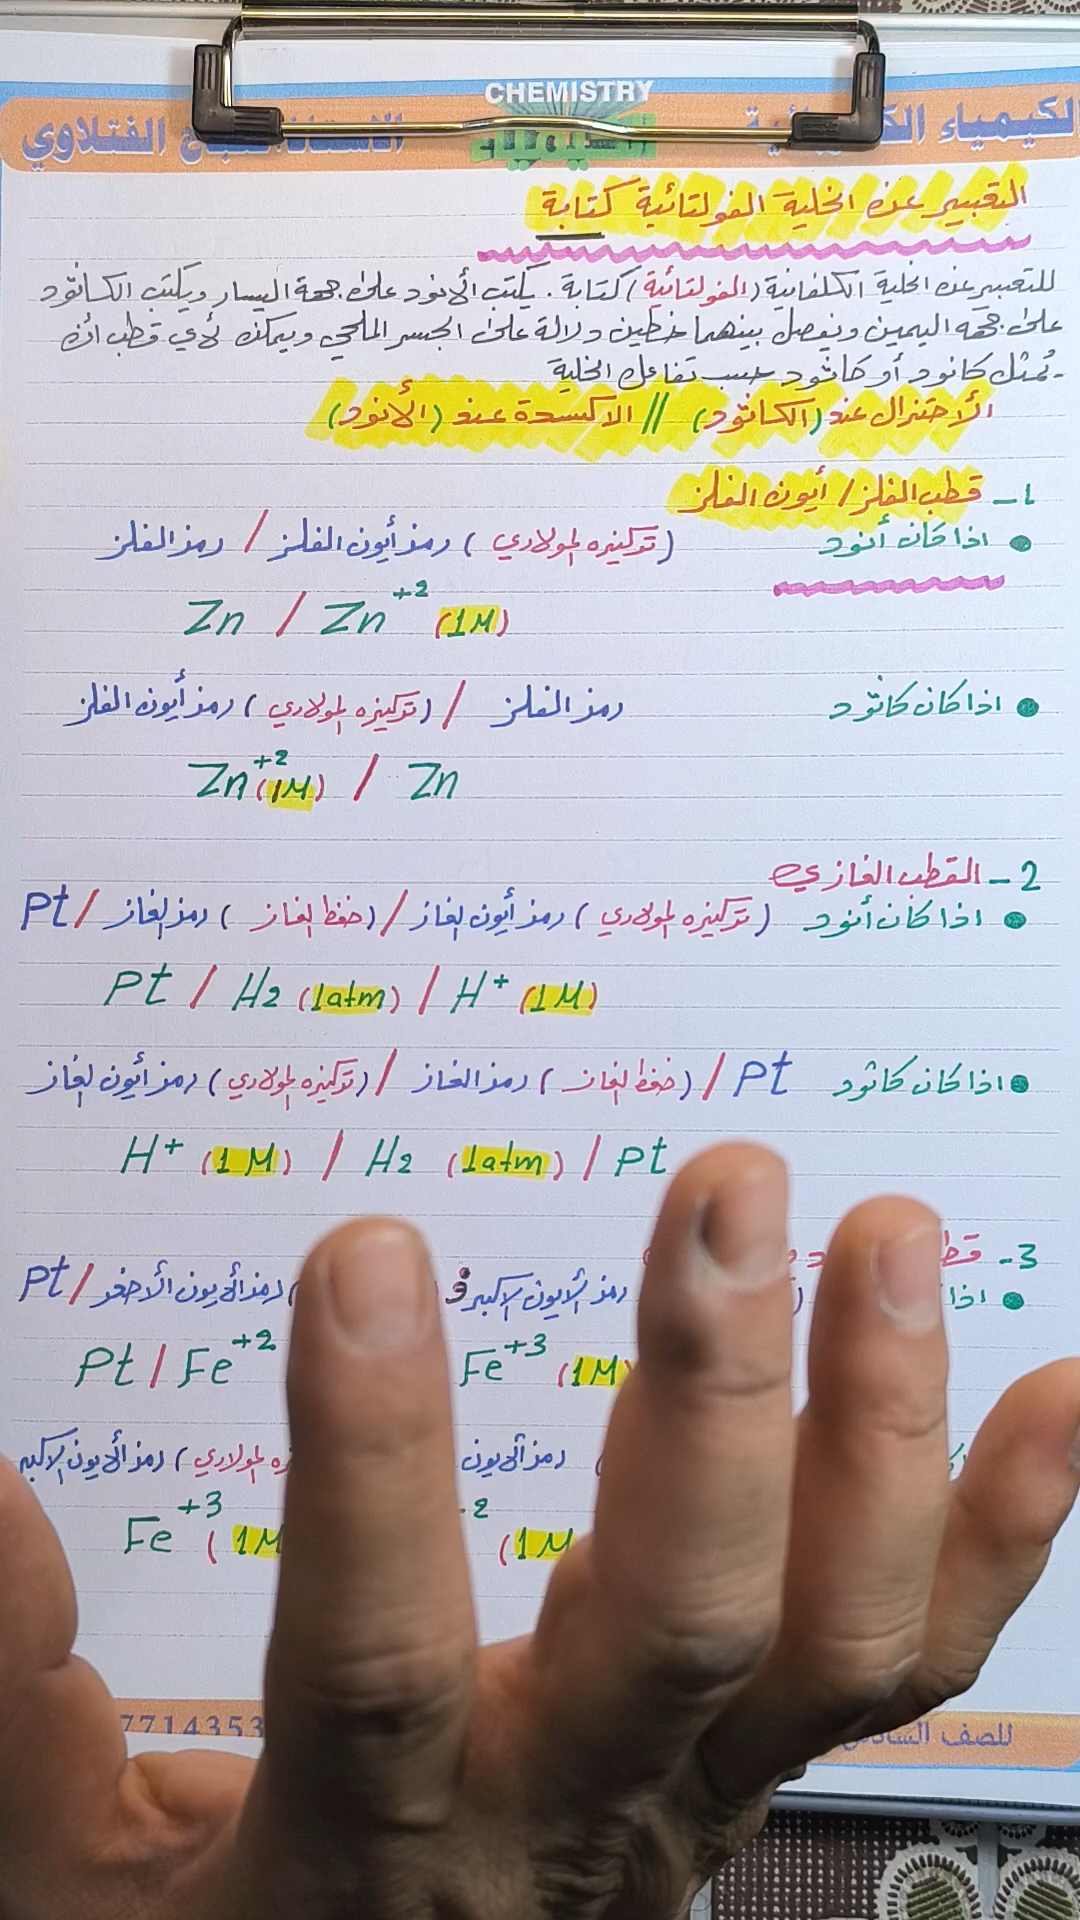 CHEMISTRY
الكيمياء
الفتلاوي
التعبير عن الخلية الفولتائية كتابة
للتعبير عن الخلية الكلفانية (الفولتائية) كتابة. يكتب الأنود على جهة اليسار ويكتب الكاثود
على جهة اليمين ويفصل بينهما خطين دلالة على الجسر الملحي ويمكن لأي قطب أن
يُمثل كانود أو كاثود حسب تفاعل الخلية
الأختزال عند (الكاثود) // الاكسدة عند (الأنود)
1- قطب الفلز / أيون الفلز
● اذا كان أنود
رمز الفلز / رمز أيون الفلز (تركيزه المولاري)
Zn / Zn+2 (1M)
● اذا كان كاثود
رمز أيون الفلز (تركيزه المولاري) / رمز الفلز
Zn+2 (1M) / Zn
2- القطب الغازي
● اذا كان أنود
Pt / رمز الغاز (ضغط الغاز) / رمز أيون الغاز (تركيزه المولاري)
Pt / H2 (1atm) / H+ (1M)
● اذا كان كاثود
رمز أيون الغاز (تركيزه المولاري) / رمز الغاز (ضغط الغاز) / Pt
H+ (1M) / H2 (1atm) / Pt
3-
● اذا
Pt / رمز الأيون الأصغر ( رمز الأيون الأكبر
Pt / Fe+2 Fe+3 (1M)
رمز الأيون الأكبر (المولاري) رمز الأيون
Fe+3 (1M 2 (1M
7714353
للصف السادس